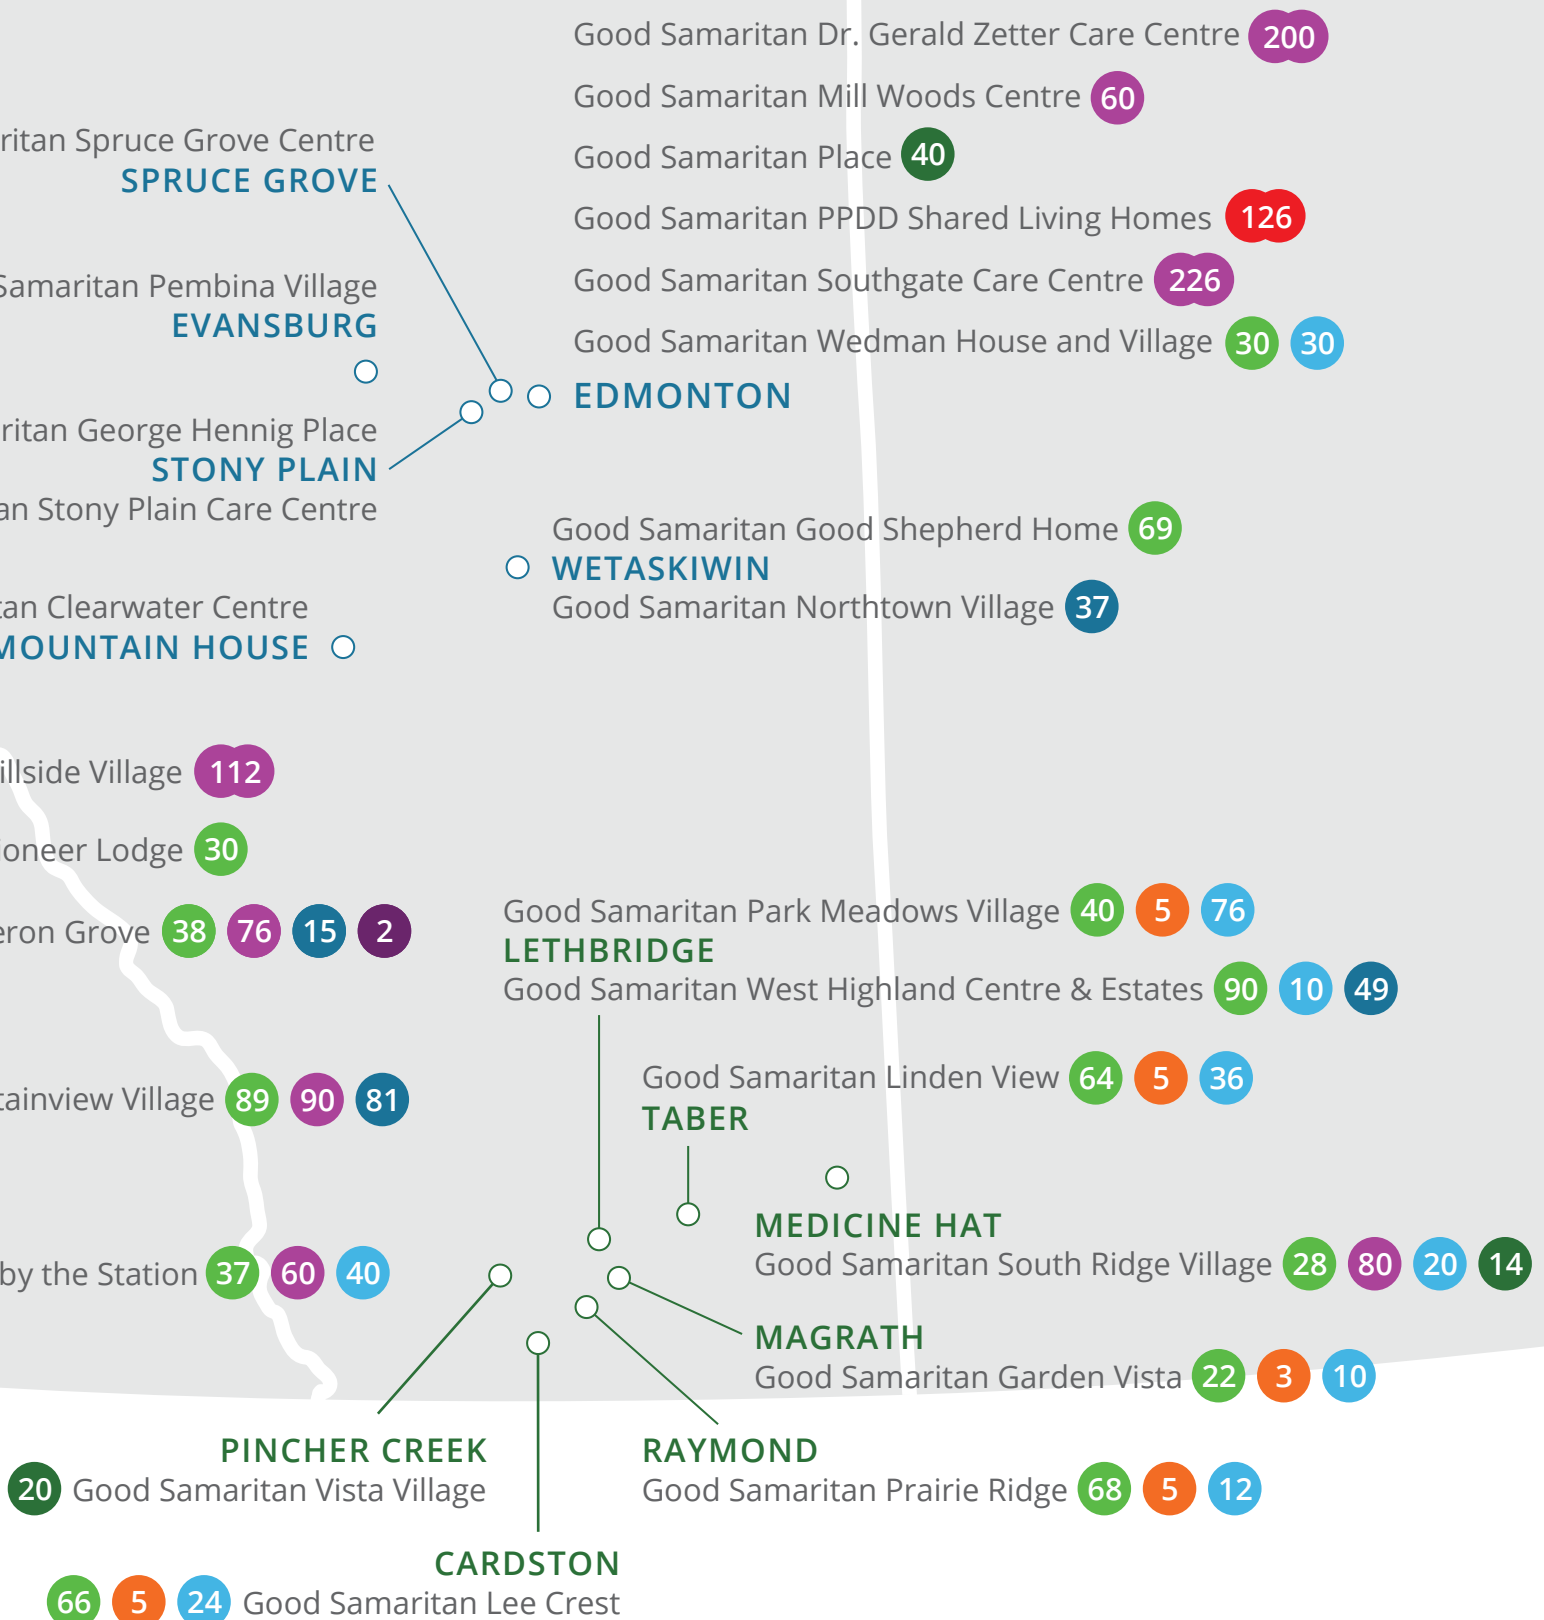 Good Samaritan Dr. Gerald Zetter Care Centre 200
Good Samaritan Mill Woods Centre 60
Good Samaritan Place 40
Good Samaritan PPDD Shared Living Homes 126
Good Samaritan Southgate Care Centre 226
Good Samaritan Wedman House and Village 30 30
EDMONTON
ritan Spruce Grove Centre
SPRUCE GROVE
Samaritan Pembina Village
EVANSBURG
ritan George Hennig Place
STONY PLAIN
an Stony Plain Care Centre
Good Samaritan Good Shepherd Home 69
WETASKIWIN
Good Samaritan Northtown Village 37
tan Clearwater Centre
MOUNTAIN HOUSE
illside Village 112
ioneer Lodge 30
eron Grove 38 76 15 2
tainview Village 89 90 81
by the Station 37 60 40
Good Samaritan Park Meadows Village 40 5 76
LETHBRIDGE
Good Samaritan West Highland Centre & Estates 90 10 49
Good Samaritan Linden View 64 5 36
TABER
MEDICINE HAT
Good Samaritan South Ridge Village 28 80 20 14
MAGRATH
Good Samaritan Garden Vista 22 3 10
PINCHER CREEK
20 Good Samaritan Vista Village
RAYMOND
Good Samaritan Prairie Ridge 68 5 12
CARDSTON
66 5 24 Good Samaritan Lee Crest